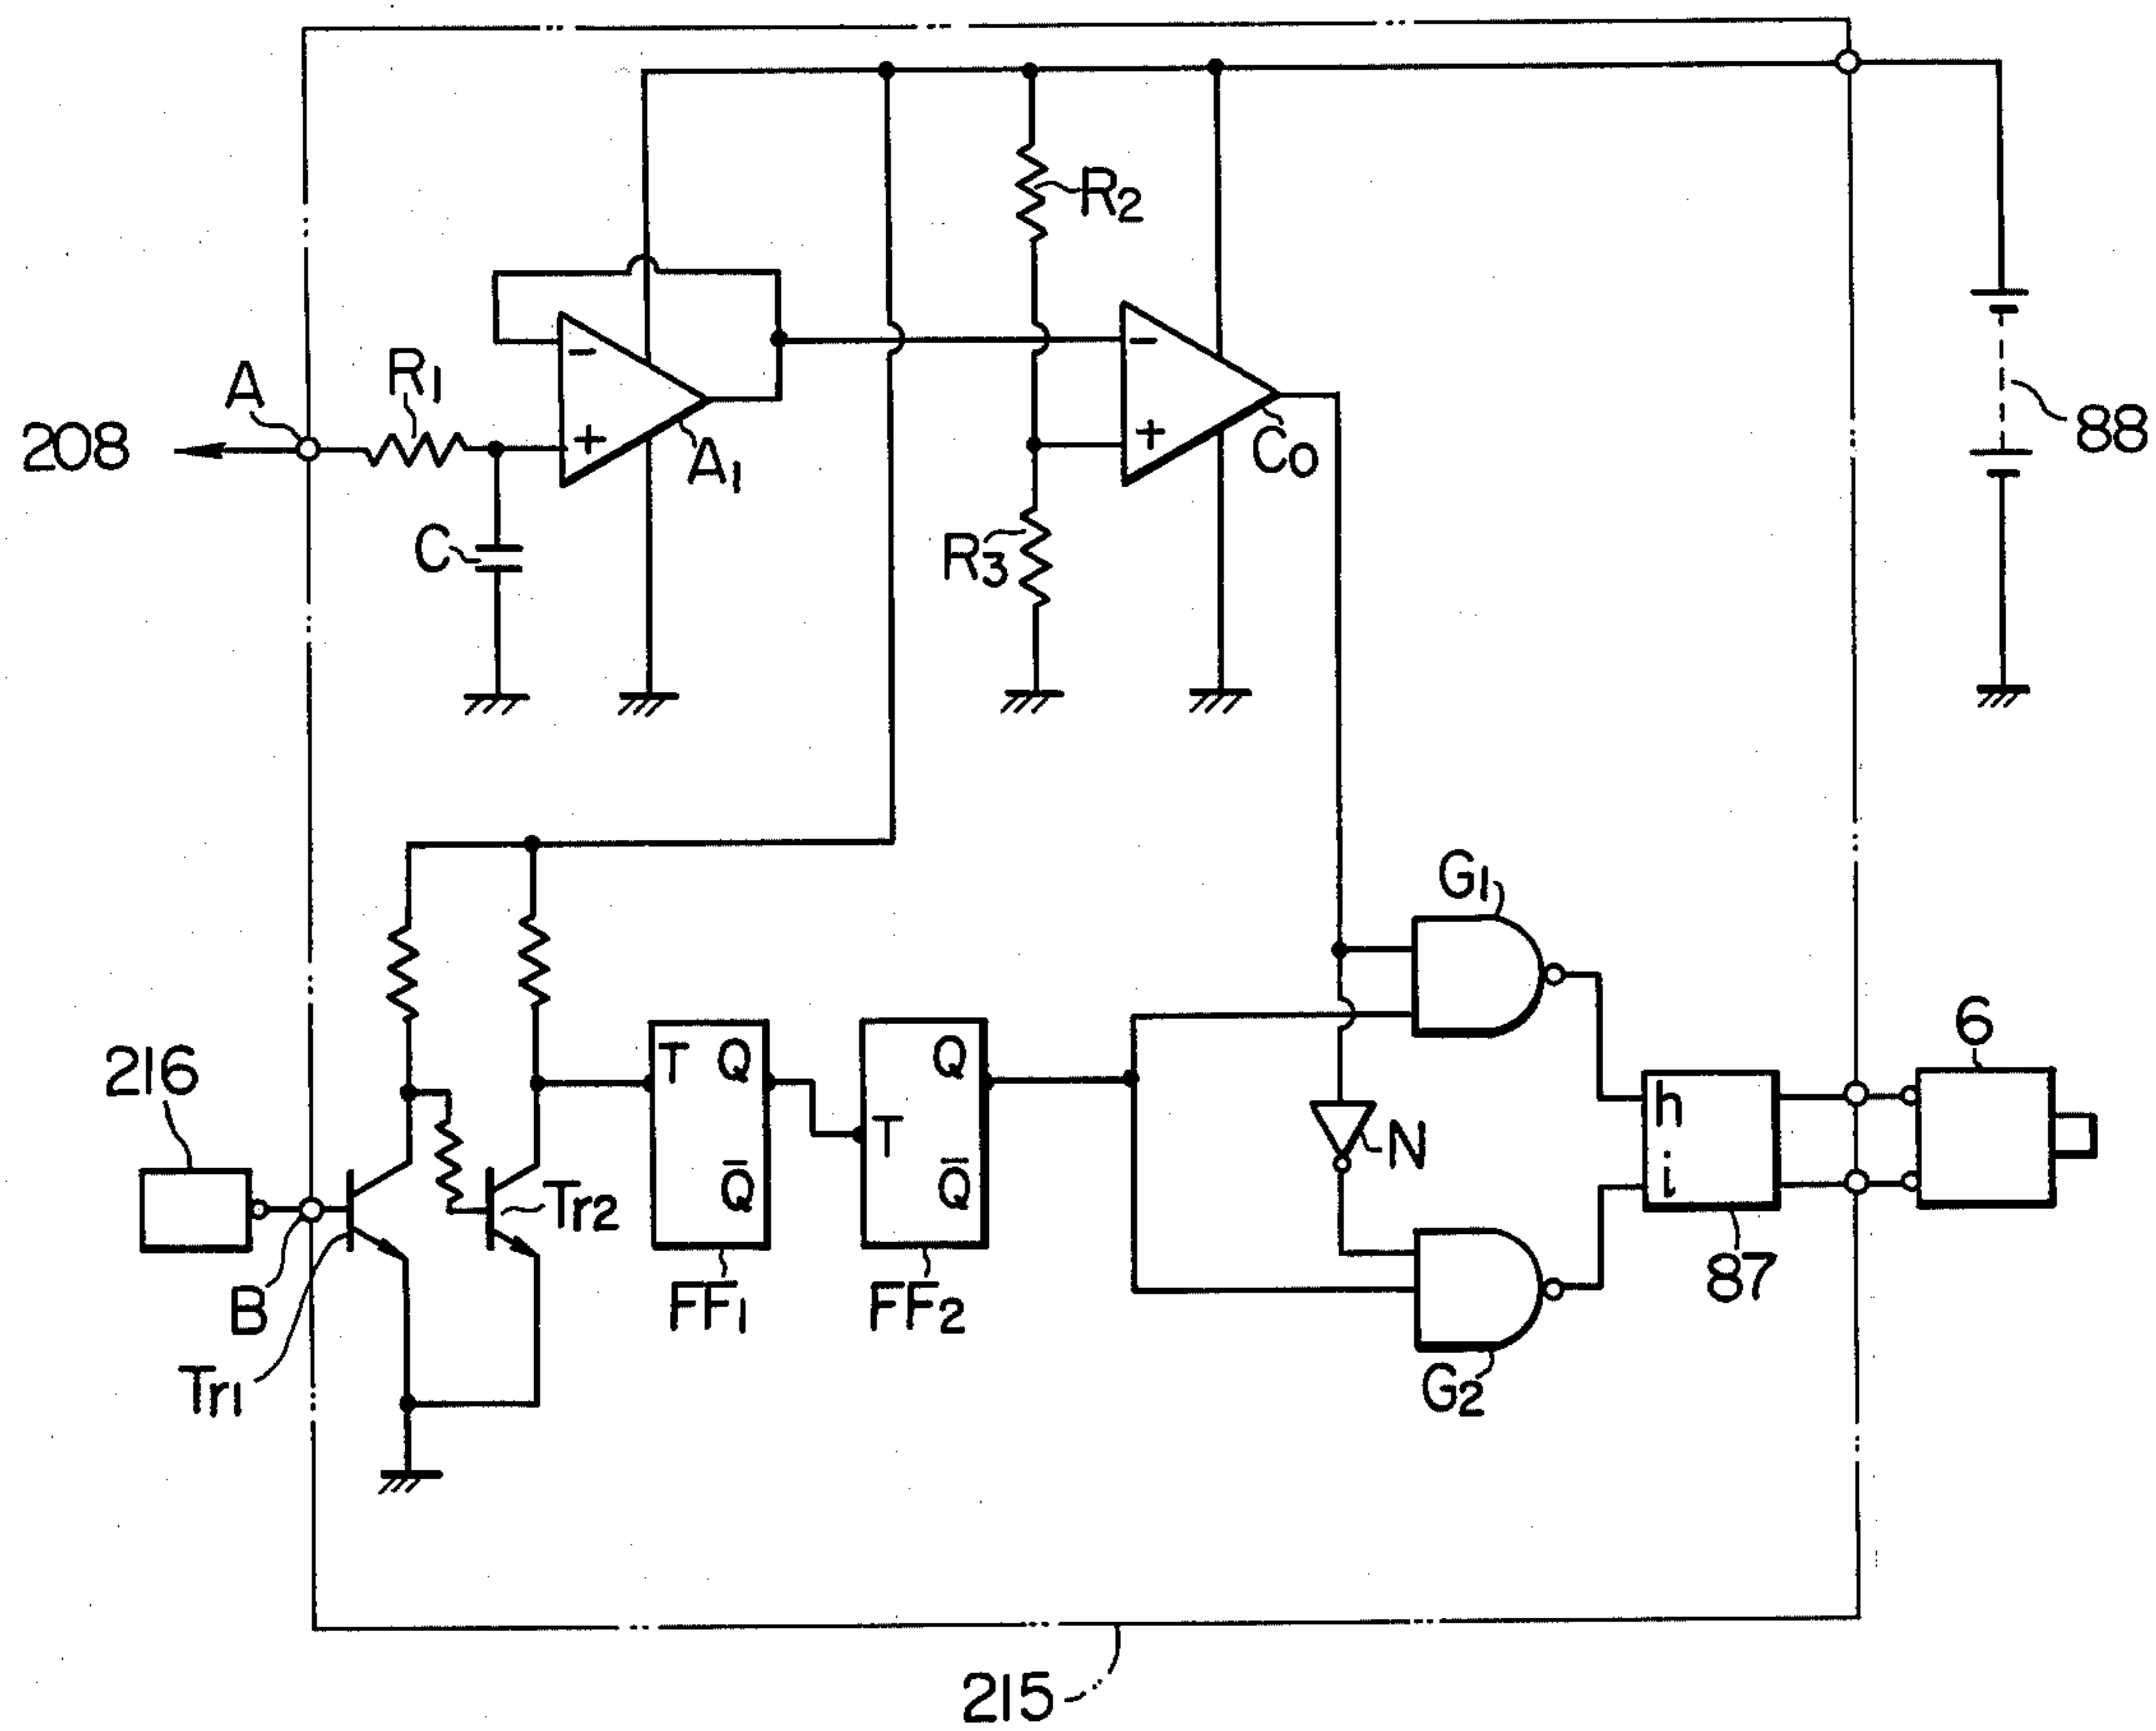 R2
A
R1
208
−
+
A1
−
+
Co
88
C
R3
G1
216
T Q
Q̄
Q
T
Q̄
6
N
h
i
Tr2
B
FF1
FF2
87
Tr1
G2
215